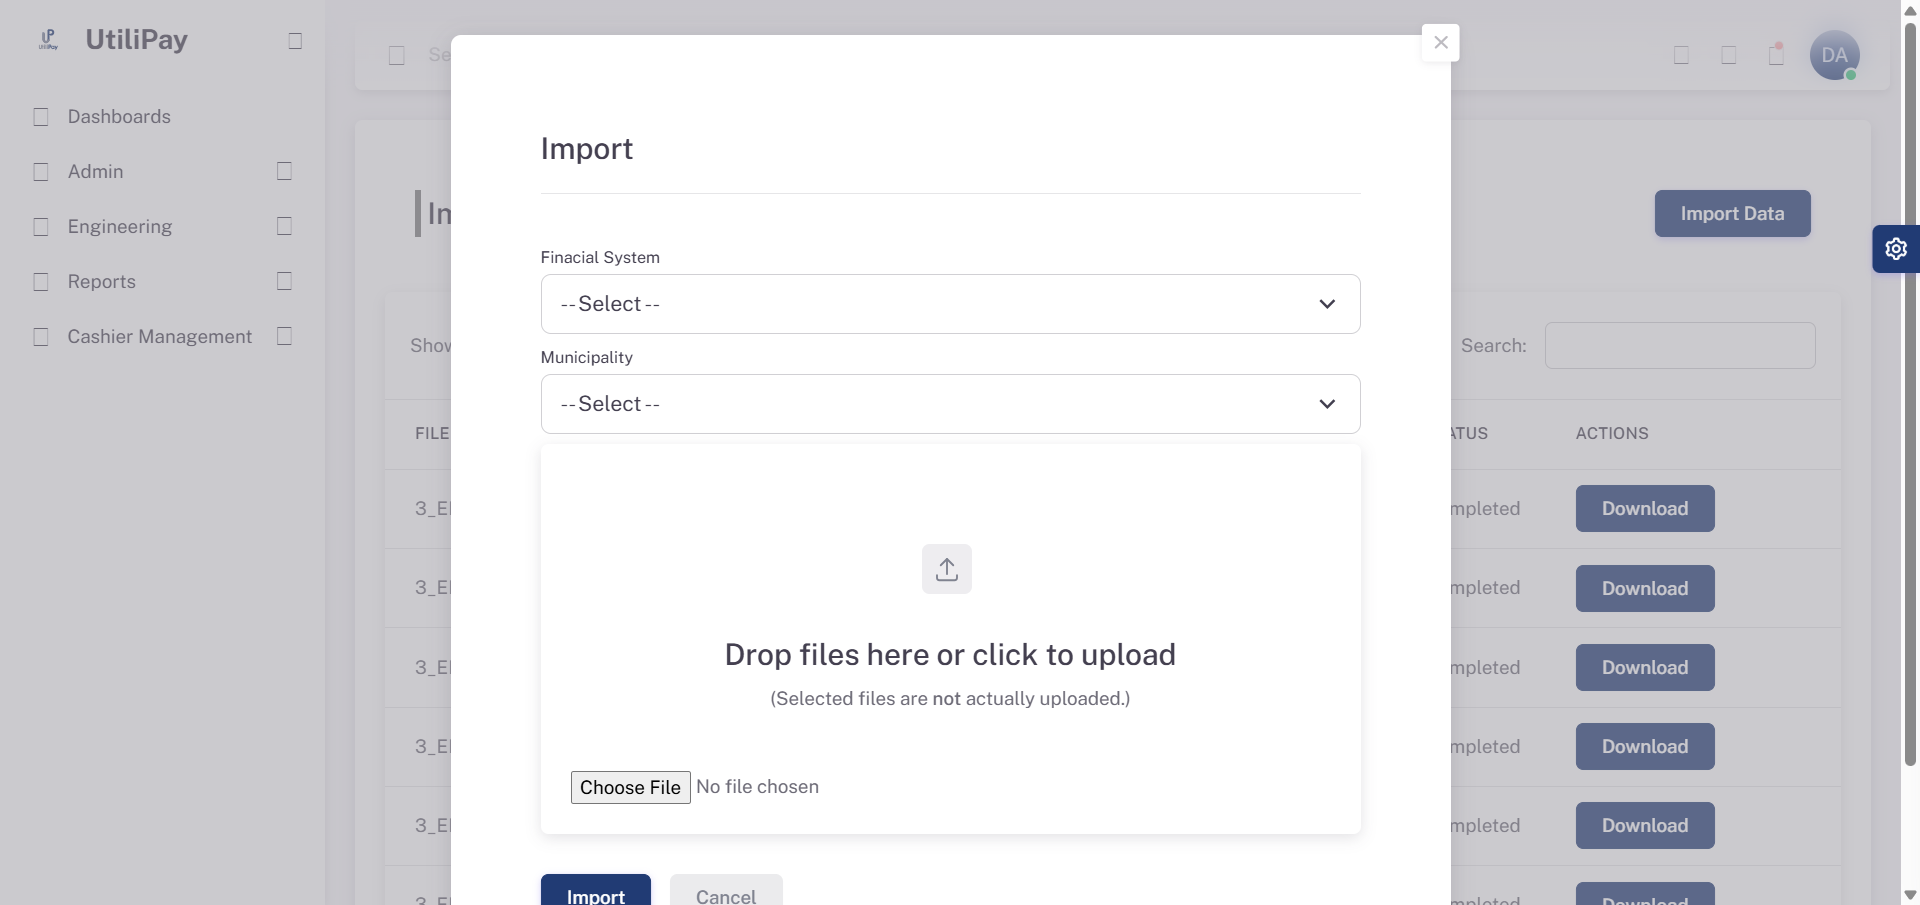 UtiliPay
Dashboards
Admin
Engineering
Reports
Cashier Management
Se
DA
Import Data
Show
Search:
FILE
ATUS
ACTIONS
3_E
mpleted
Download
3_E
mpleted
Download
3_E
mpleted
Download
3_E
mpleted
Download
3_E
mpleted
Download
Download
Import
Finacial System
-- Select --
Municipality
-- Select --
Drop files here or click to upload
(Selected files are not actually uploaded.)
Choose File No file chosen
Import
Cancel